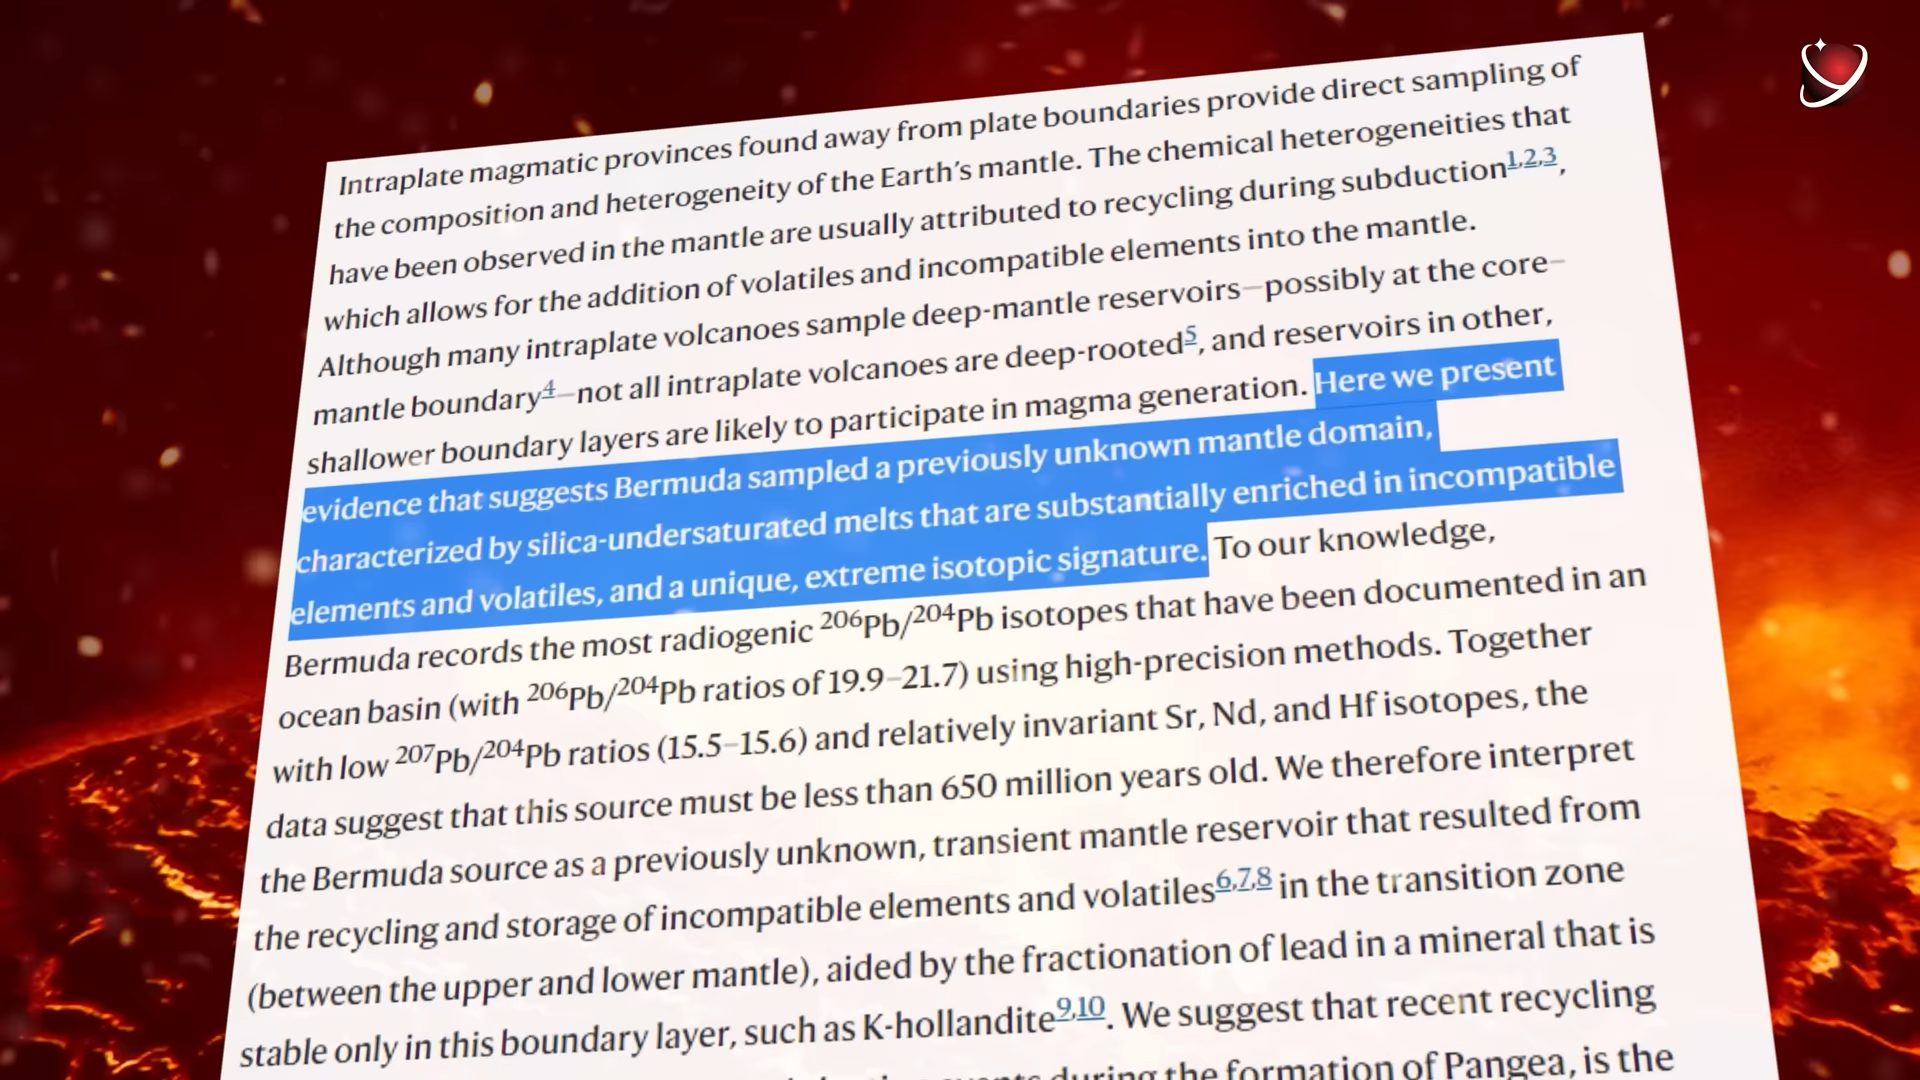 Intraplate magmatic provinces found away from plate boundaries provide direct sampling of
the composition and heterogeneity of the Earth’s mantle. The chemical heterogeneities that
have been observed in the mantle are usually attributed to recycling during subduction1,2,3,
which allows for the addition of volatiles and incompatible elements into the mantle.
Although many intraplate volcanoes sample deep-mantle reservoirs—possibly at the core–
mantle boundary4—not all intraplate volcanoes are deep-rooted5, and reservoirs in other,
shallower boundary layers are likely to participate in magma generation. Here we present
evidence that suggests Bermuda sampled a previously unknown mantle domain,
characterized by silica-undersaturated melts that are substantially enriched in incompatible
elements and volatiles, and a unique, extreme isotopic signature. To our knowledge,
Bermuda records the most radiogenic 206Pb/204Pb isotopes that have been documented in an
ocean basin (with 206Pb/204Pb ratios of 19.9–21.7) using high-precision methods. Together
with low 207Pb/204Pb ratios (15.5–15.6) and relatively invariant Sr, Nd, and Hf isotopes, the
data suggest that this source must be less than 650 million years old. We therefore interpret
the Bermuda source as a previously unknown, transient mantle reservoir that resulted from
the recycling and storage of incompatible elements and volatiles6,7,8 in the transition zone
(between the upper and lower mantle), aided by the fractionation of lead in a mineral that is
stable only in this boundary layer, such as K-hollandite9,10. We suggest that recent recycling
during the formation of Pangea, is the